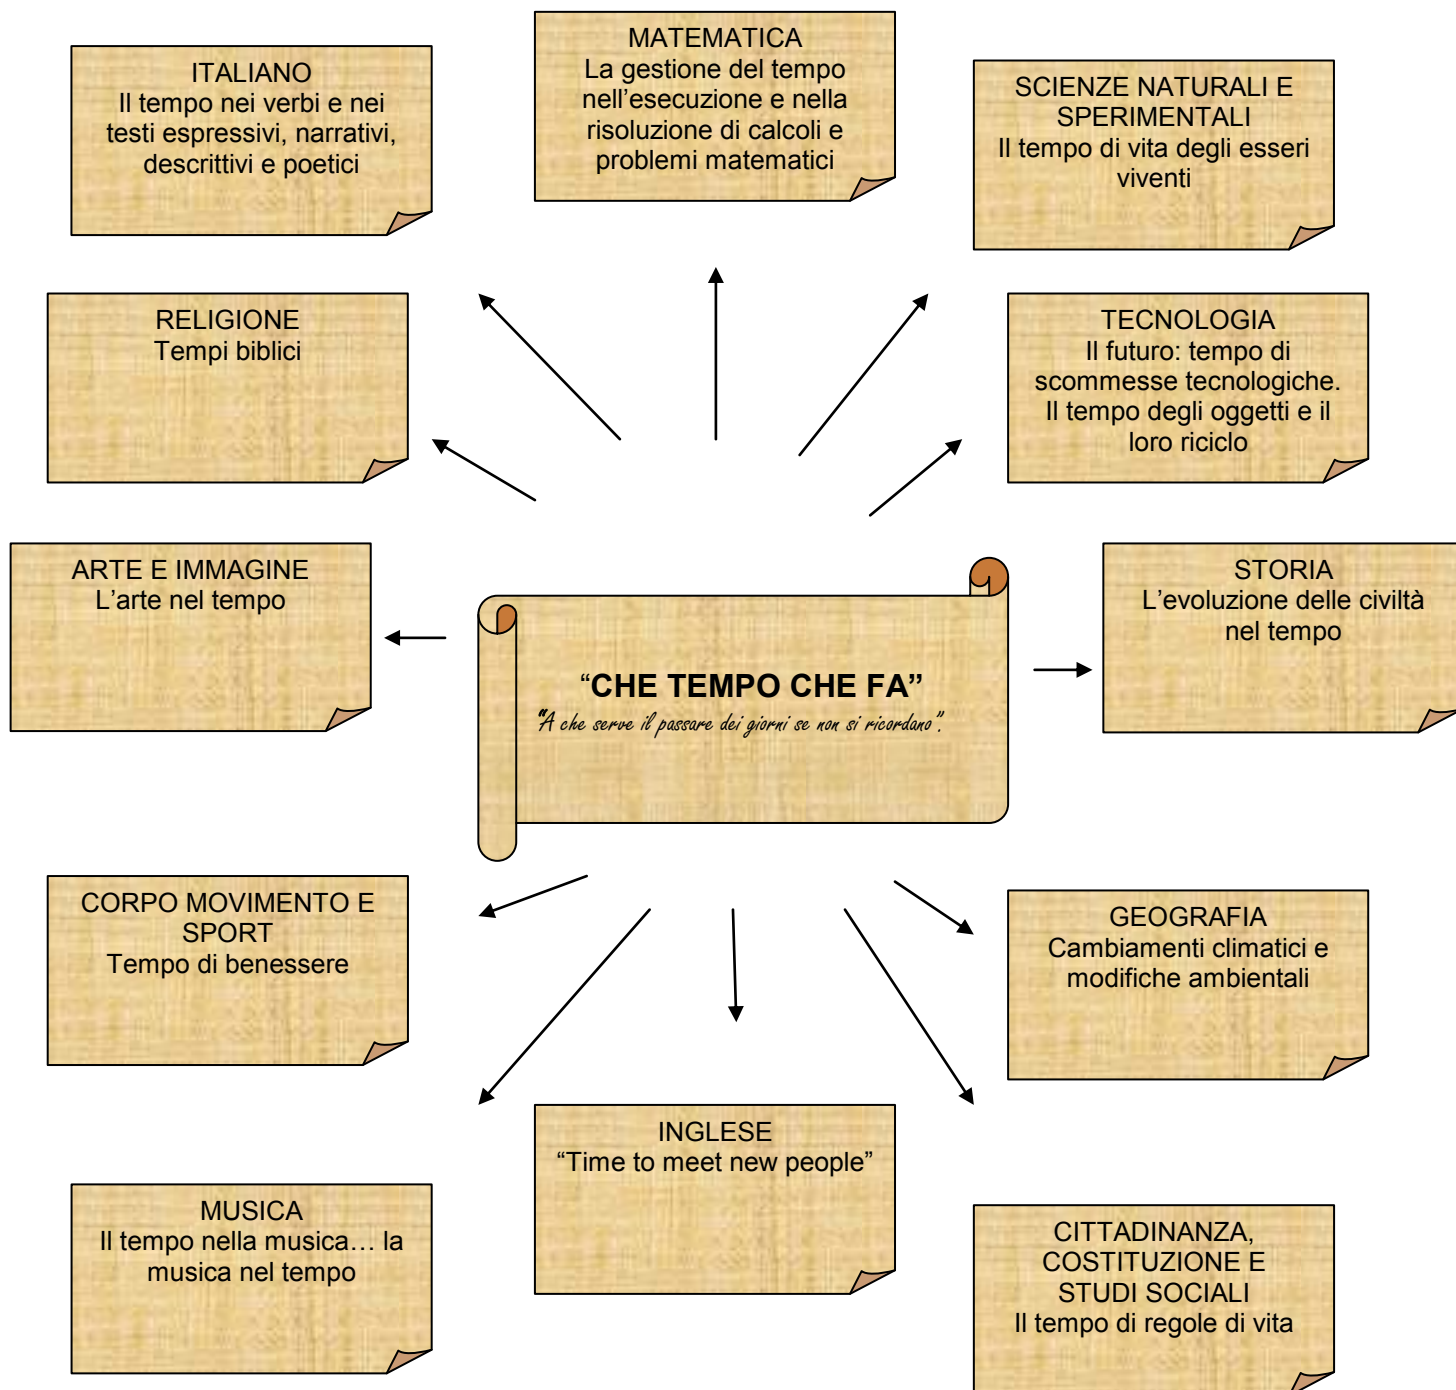 ITALIANO
Il tempo nei verbi e nei
testi espressivi, narrativi,
descrittivi e poetici
MATEMATICA
La gestione del tempo
nell’esecuzione e nella
risoluzione di calcoli e
problemi matematici
SCIENZE NATURALI E
SPERIMENTALI
Il tempo di vita degli esseri
viventi
RELIGIONE
Tempi biblici
TECNOLOGIA
Il futuro: tempo di
scommesse tecnologiche.
Il tempo degli oggetti e il
loro riciclo
ARTE E IMMAGINE
L’arte nel tempo
“CHE TEMPO CHE FA”
“A che serve il passare dei giorni se non si ricordano”.
STORIA
L’evoluzione delle civiltà
nel tempo
CORPO MOVIMENTO E
SPORT
Tempo di benessere
GEOGRAFIA
Cambiamenti climatici e
modifiche ambientali
MUSICA
Il tempo nella musica… la
musica nel tempo
INGLESE
“Time to meet new people”
CITTADINANZA,
COSTITUZIONE E
STUDI SOCIALI
Il tempo di regole di vita